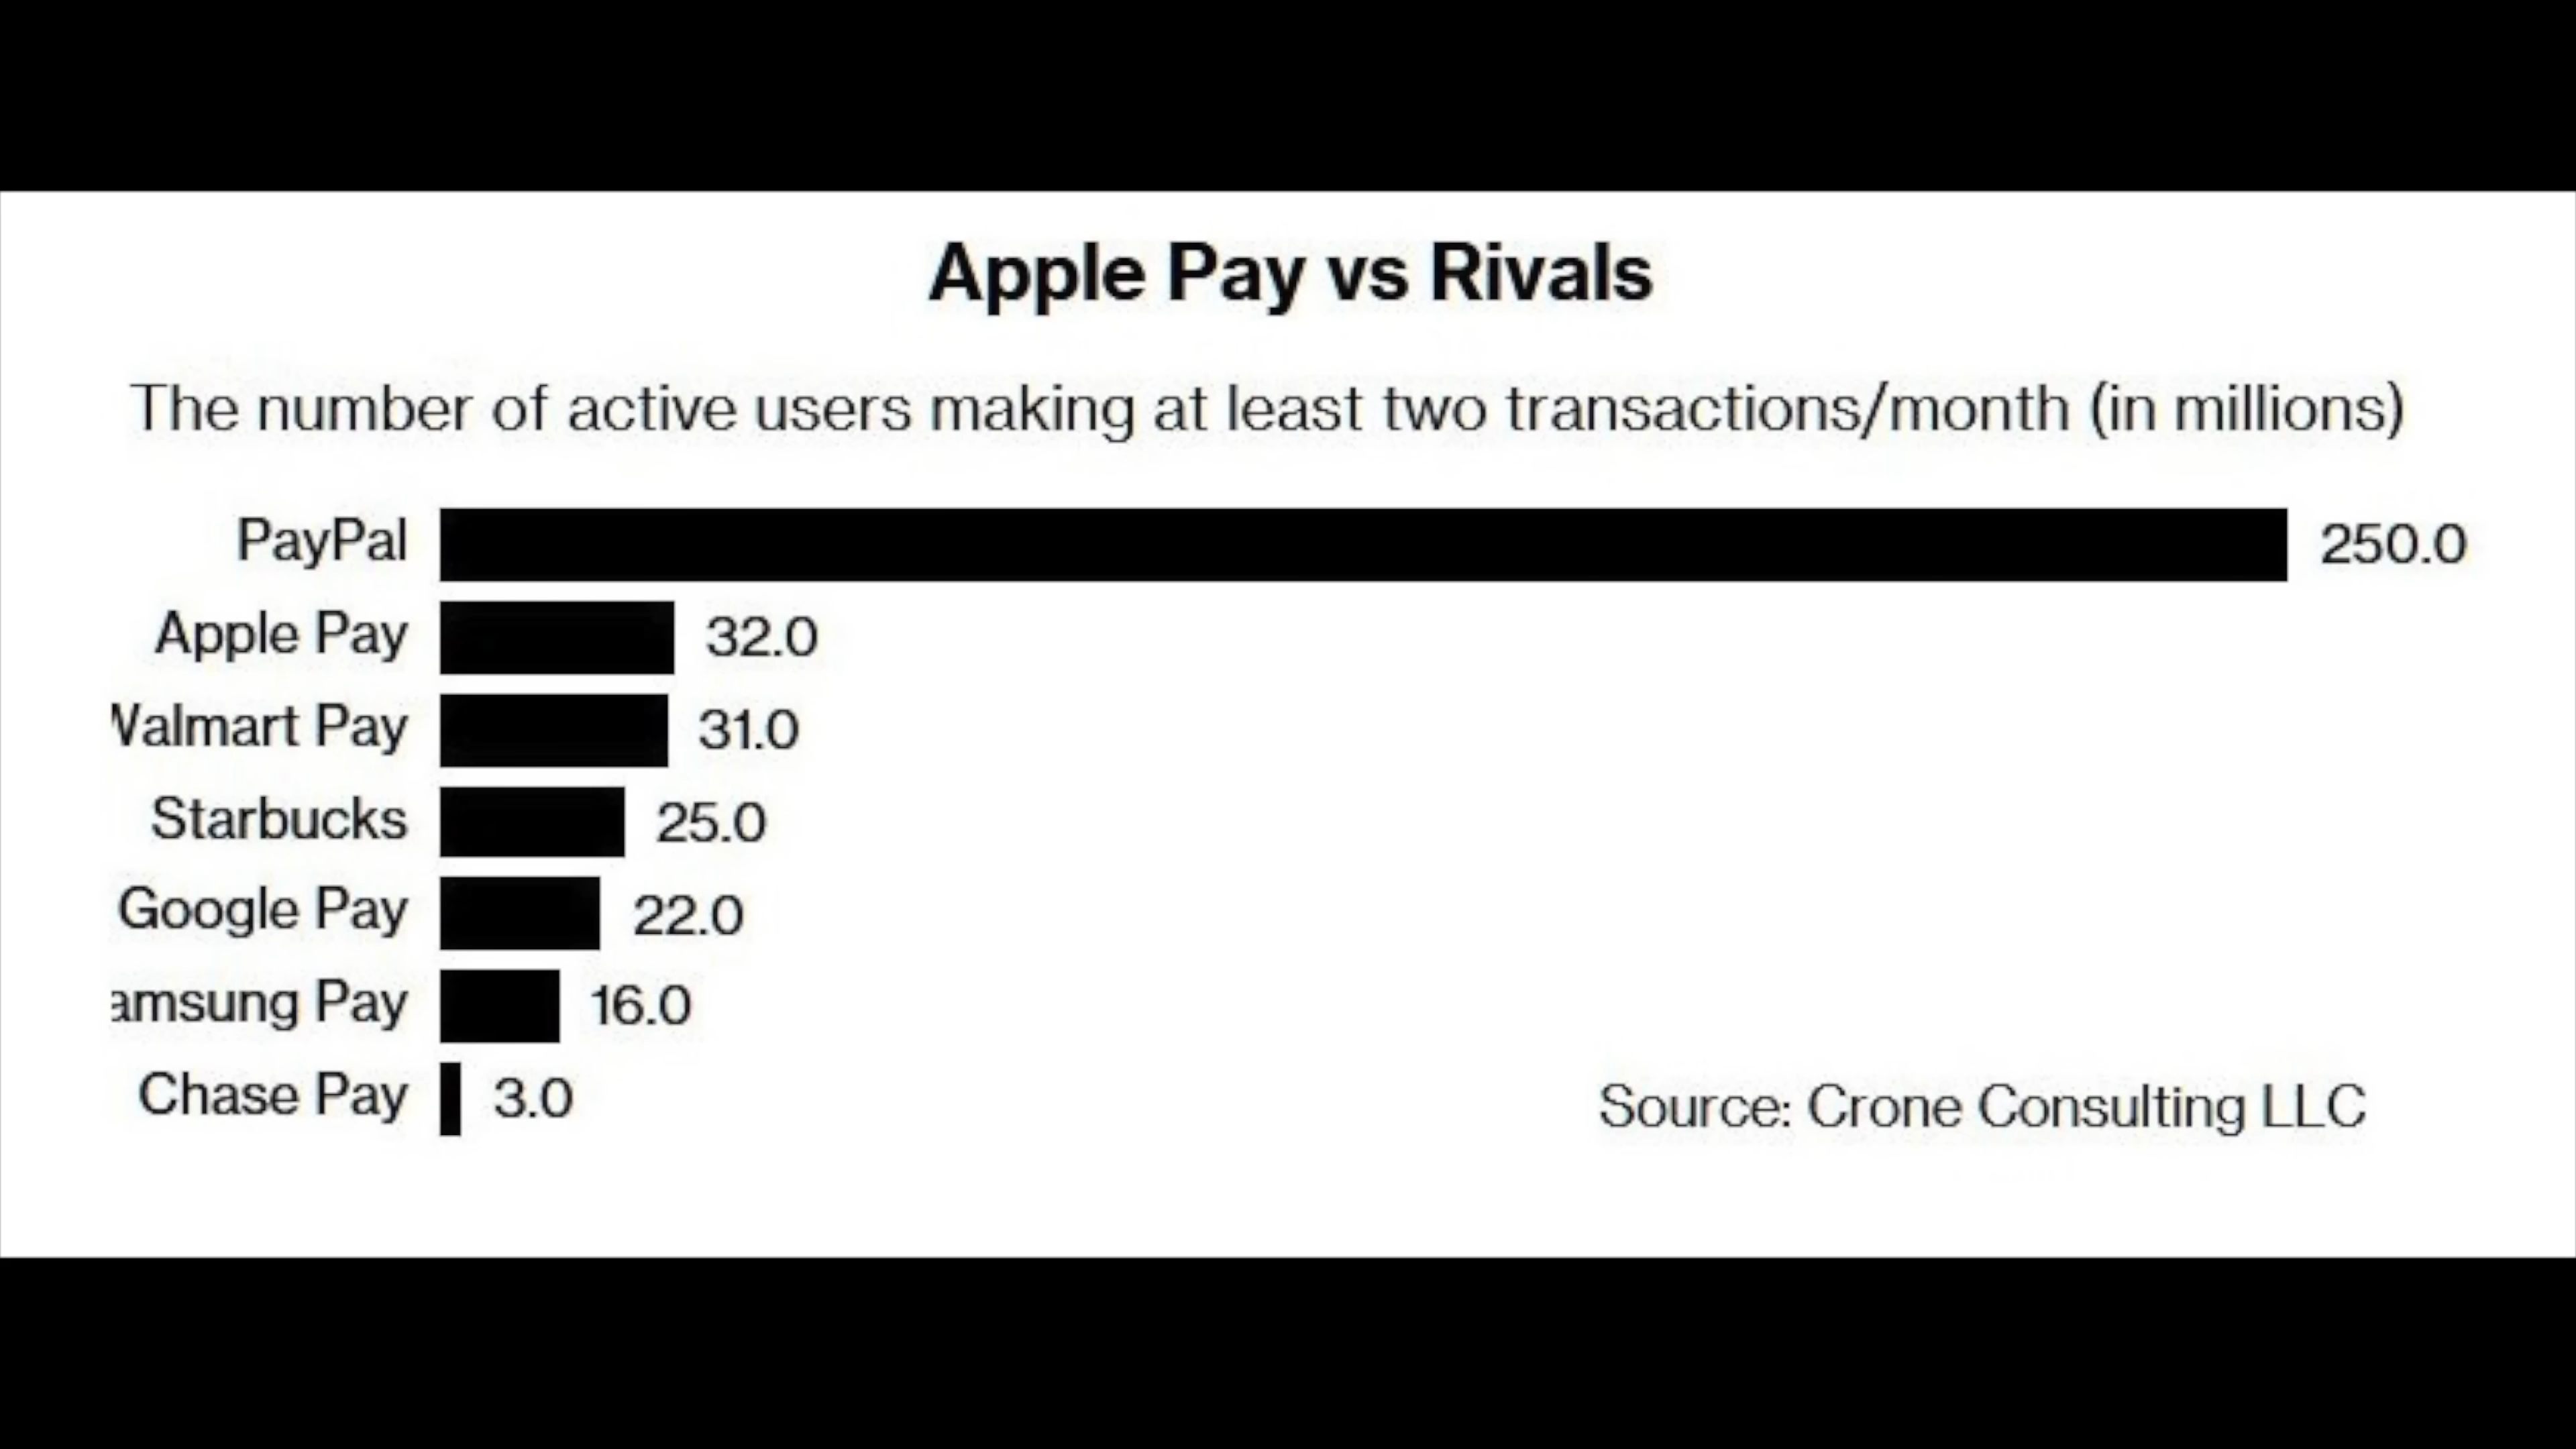 Apple Pay vs Rivals
The number of active users making at least two transactions/month (in millions)
PayPal 250.0
Apple Pay 32.0
Walmart Pay 31.0
Starbucks 25.0
Google Pay 22.0
amsung Pay 16.0
Chase Pay 3.0
Source: Crone Consulting LLC